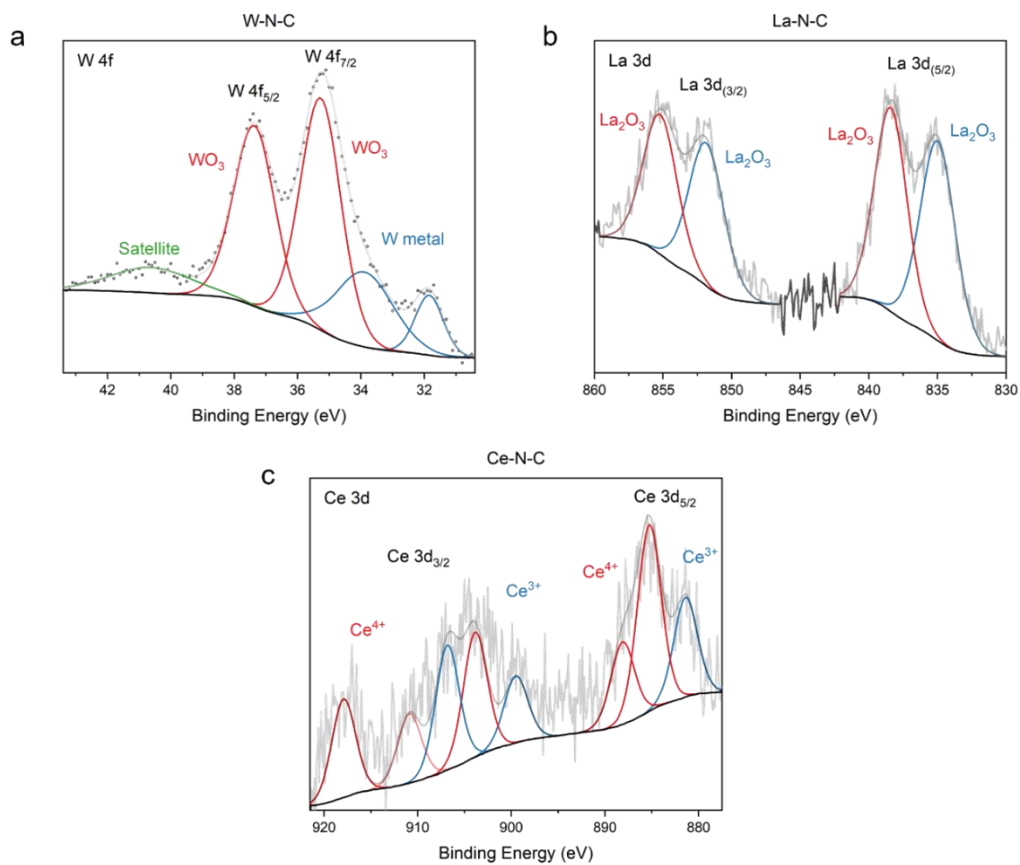 W-N-C
a
W 4f
W 4f7/2
W 4f5/2
WO3
WO3
Satellite
W metal
42 40 38 36 34 32
Binding Energy (eV)
La-N-C
b
La 3d
La 3d(3/2)
La 3d(5/2)
La2O3
La2O3
La2O3
La2O3
860 855 850 845 840 835 830
Binding Energy (eV)
Ce-N-C
c
Ce 3d
Ce 3d5/2
Ce 3d3/2
Ce3+
Ce4+
Ce3+
Ce4+
920 910 900 890 880
Binding Energy (eV)